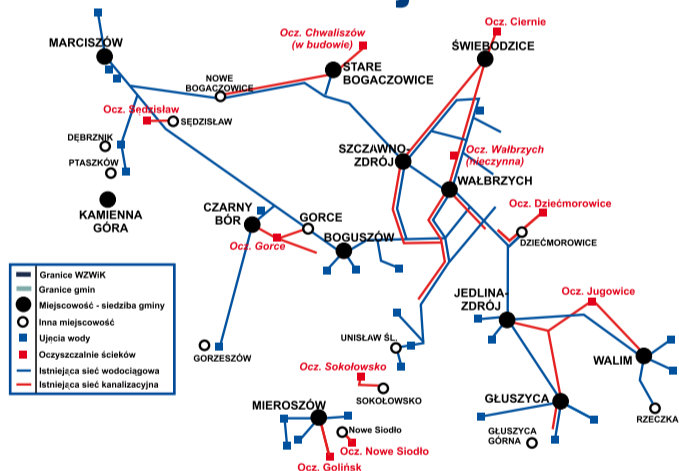 MARCISZÓW
Ocz. Chwaliszów
(w budowie)
Ocz. Ciernie
ŚWIEBODZICE
NOWE
BOGACZOWICE
STARE
BOGACZOWICE
Ocz. Sędzisław
SĘDZISŁAW
DĘBRZNIK
PTASZKÓW
KAMIENNA
GÓRA
SZCZAWNO-
ZDRÓJ
Ocz. Wałbrzych
(nieczynna)
WAŁBRZYCH
CZARNY
BÓR
GORCE
Ocz. Gorce
BOGUSZÓW
Ocz. Dziećmorowice
DZIEĆMOROWICE
Granice WZWiK
Granice gmin
Miejscowość - siedziba gminy
Inna miejscowość
Ujęcia wody
Oczyszczalnie ścieków
Istniejąca sieć wodociągowa
Istniejąca sieć kanalizacyjna
GORZESZÓW
JEDLINA-
ZDRÓJ
Ocz. Jugowice
UNISŁAW ŚL.
WALIM
Ocz. Sokołowsko
SOKOŁOWSKO
MIEROSZÓW
Nowe Siodło
Ocz. Nowe Siodło
Ocz. Golińsk
GŁUSZYCA
GŁUSZYCA
GÓRNA
RZECZKA